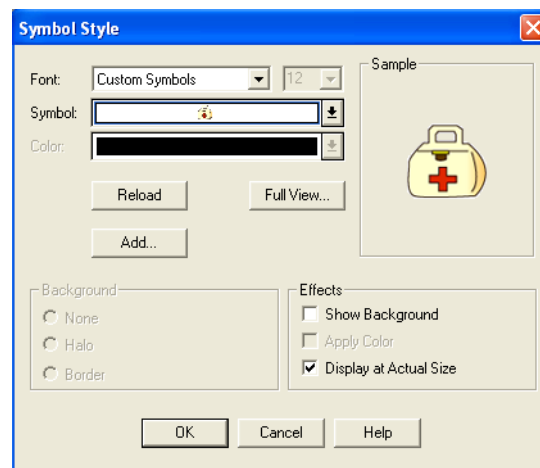 Symbol Style
Font: Custom Symbols 12
Sample
Symbol:
Color:
Reload Full View...
Add...
Background
None
Halo
Border
Effects
Show Background
Apply Color
Display at Actual Size
OK Cancel Help